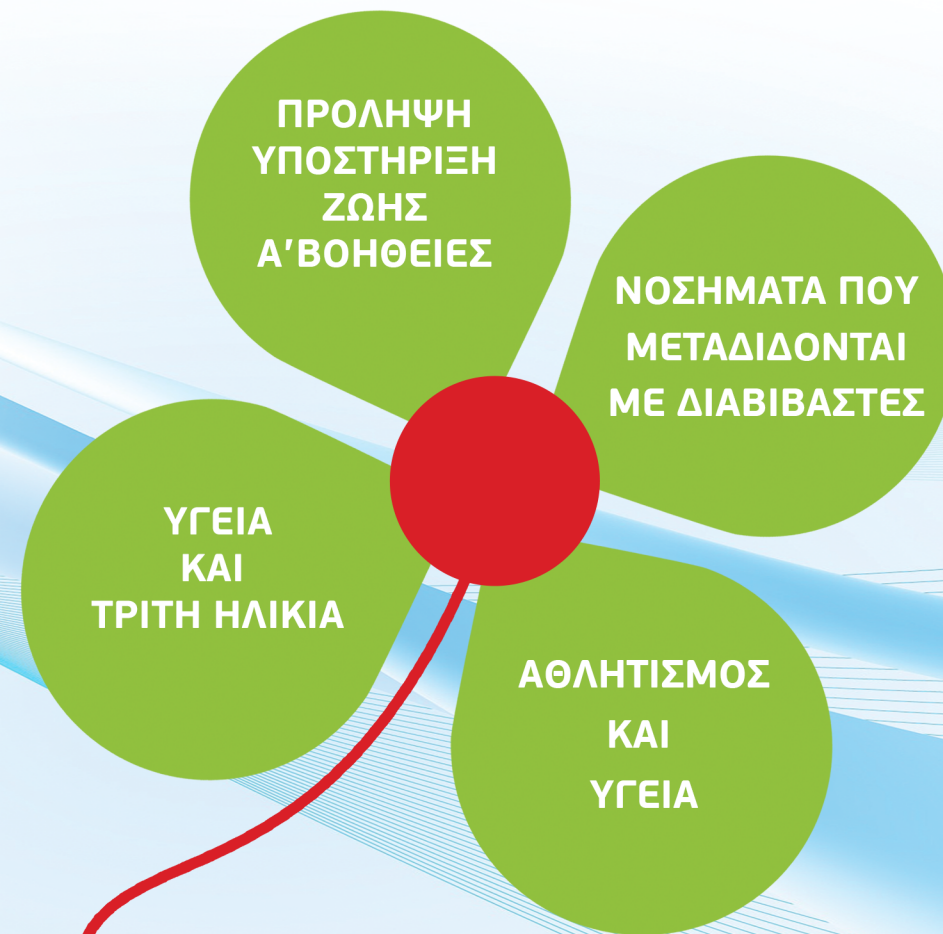 ΠΡΟΛΗΨΗ
ΥΠΟΣΤΗΡΙΞΗ
ΖΩΗΣ
Α'ΒΟΗΘΕΙΕΣ
ΝΟΣΗΜΑΤΑ ΠΟΥ
ΜΕΤΑΔΙΔΟΝΤΑΙ
ΜΕ ΔΙΑΒΙΒΑΣΤΕΣ
ΥΓΕΙΑ
ΚΑΙ
ΤΡΙΤΗ ΗΛΙΚΙΑ
ΑΘΛΗΤΙΣΜΟΣ
ΚΑΙ
ΥΓΕΙΑ